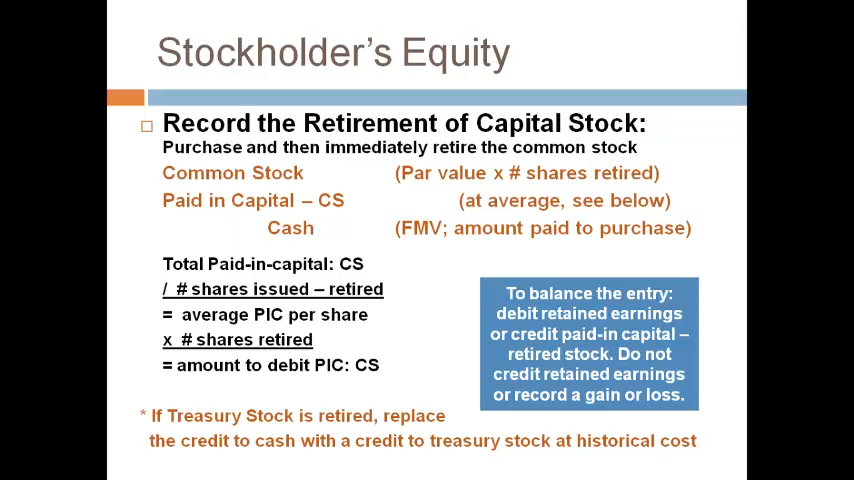 Stockholder's Equity
Record the Retirement of Capital Stock:
Purchase and then immediately retire the common stock
Common Stock (Par value x # shares retired)
Paid in Capital – CS (at average, see below)
Cash (FMV; amount paid to purchase)
Total Paid-in-capital: CS
/ # shares issued – retired
= average PIC per share
x # shares retired
= amount to debit PIC: CS
To balance the entry:
debit retained earnings
or credit paid-in capital –
retired stock. Do not
credit retained earnings
or record a gain or loss.
* If Treasury Stock is retired, replace
the credit to cash with a credit to treasury stock at historical cost